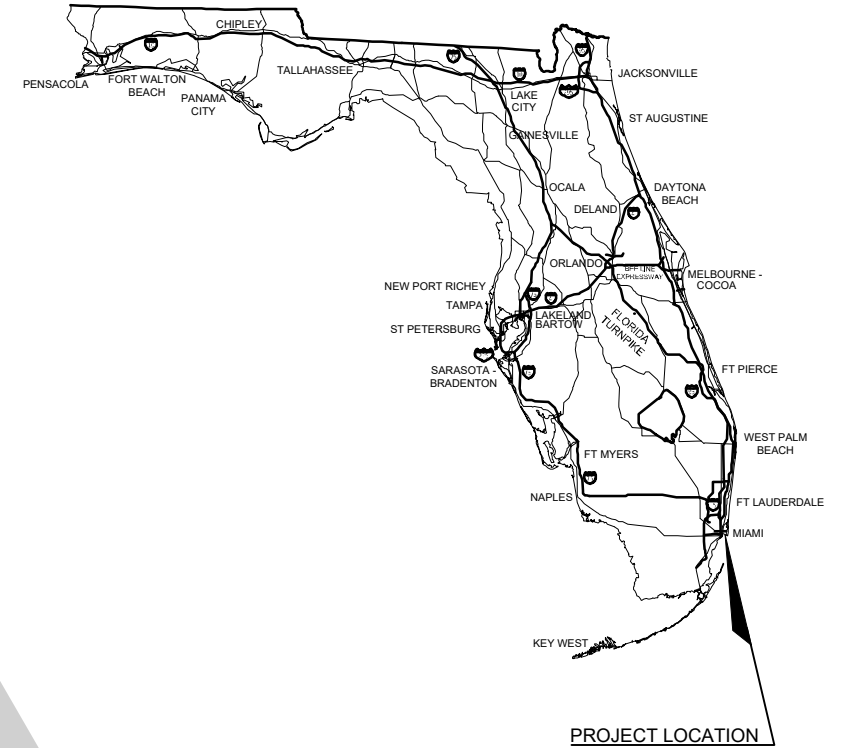 CHIPLEY
PENSACOLA
FORT WALTON
BEACH
PANAMA
CITY
TALLAHASSEE
LAKE
CITY
JACKSONVILLE
ST AUGUSTINE
GAINESVILLE
OCALA
DAYTONA
BEACH
DELAND
ORLANDO
LINE
EXPRESSWAY
MELBOURNE -
COCOA
NEW PORT RICHEY
TAMPA
LAKELAND
BARTOW
ST PETERSBURG
FLORIDA
TURNPIKE
SARASOTA -
BRADENTON
FT PIERCE
WEST PALM
BEACH
FT MYERS
NAPLES
FT LAUDERDALE
MIAMI
KEY WEST
PROJECT LOCATION